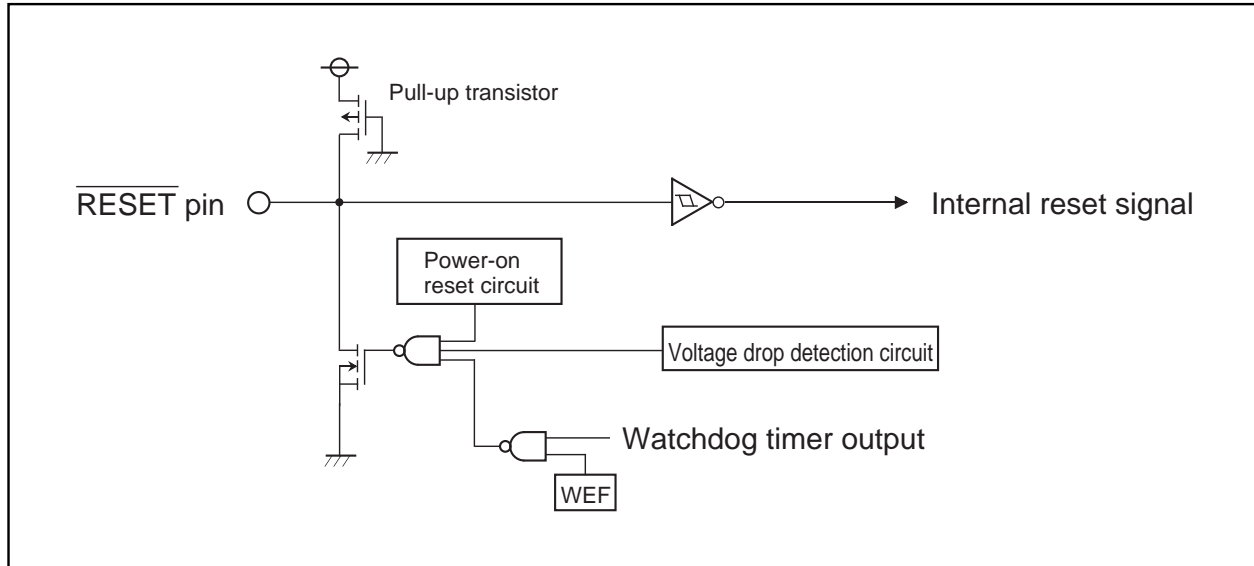 Pull-up transistor
RESET pin
Internal reset signal
Power-on
reset circuit
Voltage drop detection circuit
Watchdog timer output
WEF